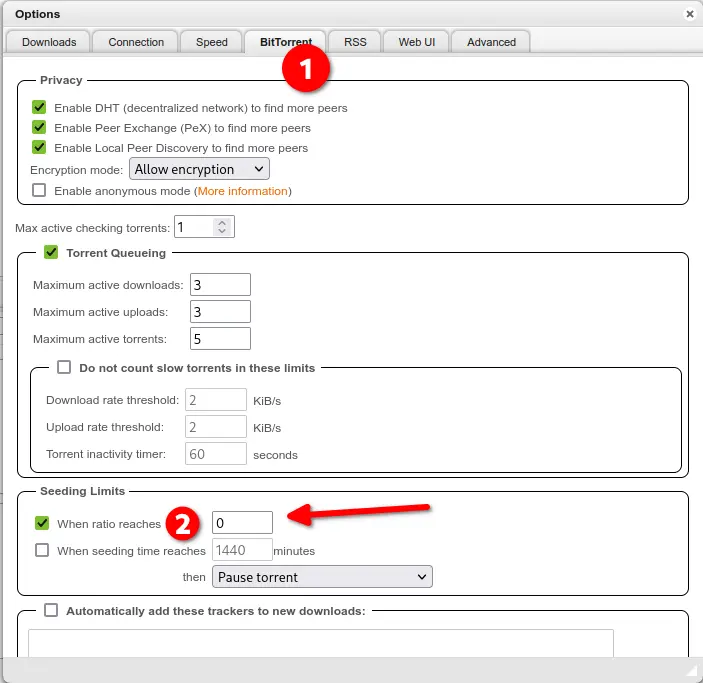 Options
Downloads Connection Speed BitTorrent RSS Web UI Advanced
1
Privacy
Enable DHT (decentralized network) to find more peers
Enable Peer Exchange (PeX) to find more peers
Enable Local Peer Discovery to find more peers
Encryption mode: Allow encryption
Enable anonymous mode (More information)
Max active checking torrents: 1
Torrent Queueing
Maximum active downloads: 3
Maximum active uploads: 3
Maximum active torrents: 5
Do not count slow torrents in these limits
Download rate threshold: 2 KiB/s
Upload rate threshold: 2 KiB/s
Torrent inactivity timer: 60 seconds
Seeding Limits
When ratio reaches 2 0
When seeding time reaches 1440 minutes
then Pause torrent
Automatically add these trackers to new downloads: